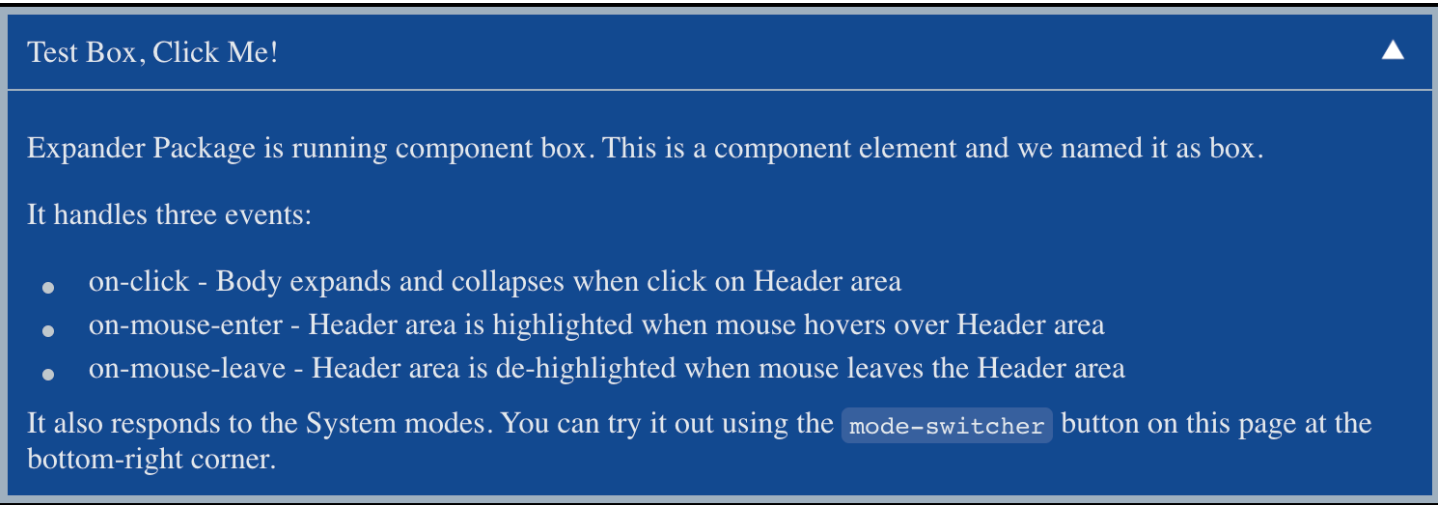 Test Box, Click Me!
Expander Package is running component box. This is a component element and we named it as box.
It handles three events:
on-click - Body expands and collapses when click on Header area
on-mouse-enter - Header area is highlighted when mouse hovers over Header area
on-mouse-leave - Header area is de-highlighted when mouse leaves the Header area
It also responds to the System modes. You can try it out using the mode-switcher button on this page at the
bottom-right corner.